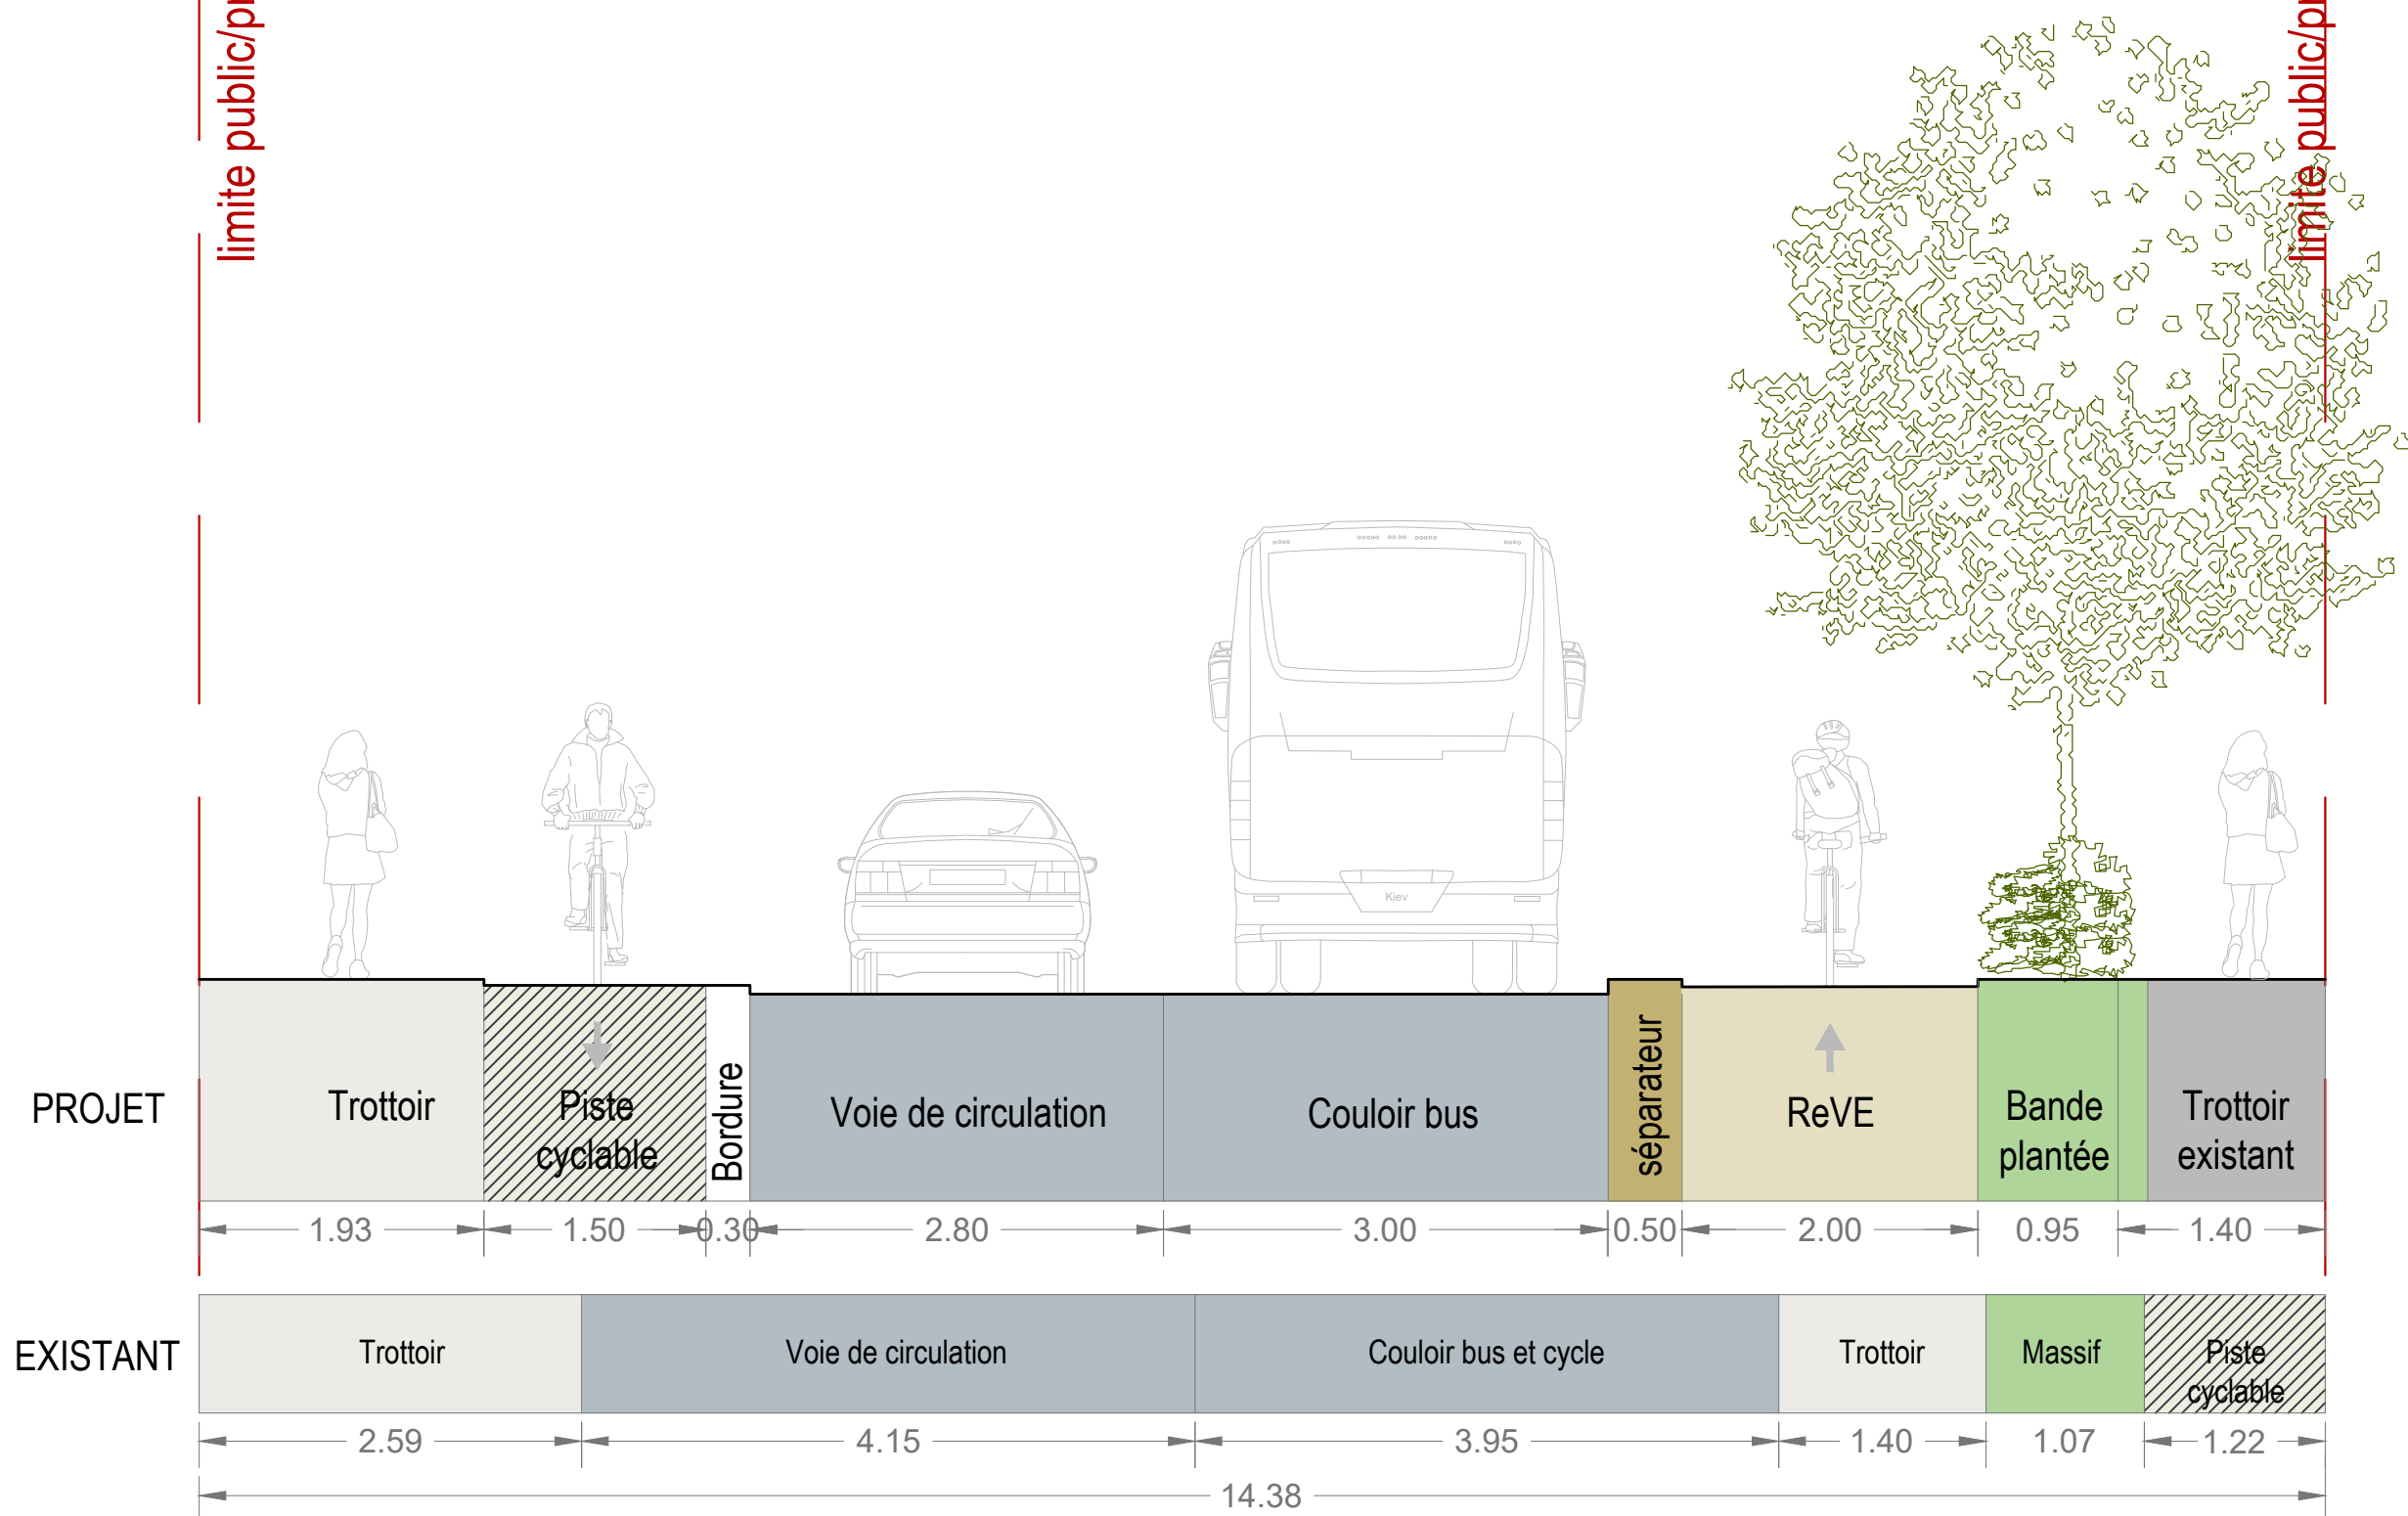 limite public/pr
limite public/pr
Kiev
PROJET
Trottoir
Piste
cyclable
Bordure
Voie de circulation
Couloir bus
séparateur
ReVE
Bande
plantée
Trottoir
existant
1.93
1.50
0.30
2.80
3.00
0.50
2.00
0.95
1.40
EXISTANT
Trottoir
Voie de circulation
Couloir bus et cycle
Trottoir
Massif
Piste
cyclable
2.59
4.15
3.95
1.40
1.07
1.22
14.38